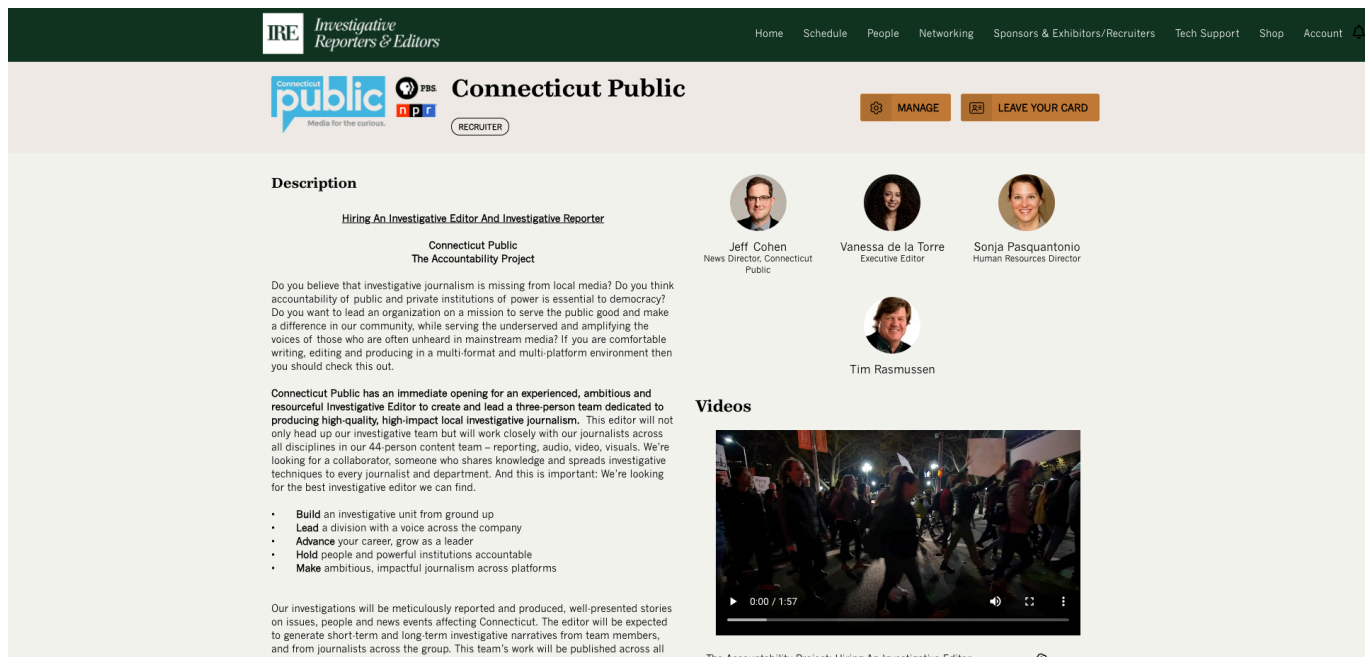 IRE
Investigative
Reporters & Editors
Home Schedule People Networking Sponsors & Exhibitors/Recruiters Tech Support Shop Account
Connecticut
public
Media for the curious.
PBS
npr
Connecticut Public
RECRUITER
MANAGE
LEAVE YOUR CARD
Description
Hiring An Investigative Editor And Investigative Reporter
Connecticut Public
The Accountability Project
Do you believe that investigative journalism is missing from local media? Do you think
accountability of public and private institutions of power is essential to democracy?
Do you want to lead an organization on a mission to serve the public good and make
a difference in our community, while serving the underserved and amplifying the
voices of those who are often unheard in mainstream media? If you are comfortable
writing, editing and producing in a multi-format and multi-platform environment then
you should check this out.
Connecticut Public has an immediate opening for an experienced, ambitious and
resourceful Investigative Editor to create and lead a three-person team dedicated to
producing high-quality, high-impact local investigative journalism. This editor will not
only head up our investigative team but will work closely with our journalists across
all disciplines in our 44-person content team – reporting, audio, video, visuals. We're
looking for a collaborator, someone who shares knowledge and spreads investigative
techniques to every journalist and department. And this is important: We're looking
for the best investigative editor we can find.
• Build an investigative unit from ground up
• Lead a division with a voice across the company
• Advance your career, grow as a leader
• Hold people and powerful institutions accountable
• Make ambitious, impactful journalism across platforms
Our investigations will be meticulously reported and produced, well-presented stories
on issues, people and news events affecting Connecticut. The editor will be expected
to generate short-term and long-term investigative narratives from team members,
and from journalists across the group. This team's work will be published across all
Jeff Cohen
News Director, Connecticut
Public
Vanessa de la Torre
Executive Editor
Sonja Pasquantonio
Human Resources Director
Tim Rasmussen
Videos
0:00 / 1:57
The Accountability Project: Hiring An Investigative Editor